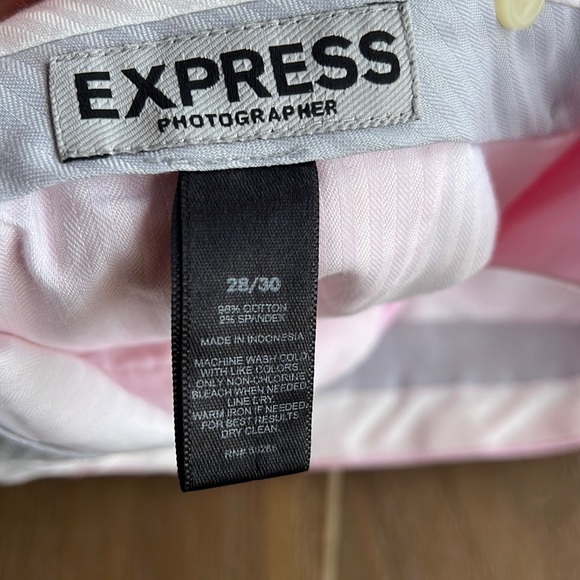 EXPRESS
PHOTOGRAPHER
28/30
98% COTTON
2% SPANDEX
MADE IN INDONESIA
MACHINE WASH COLD
WITH LIKE COLORS.
ONLY NON-CHLORINE
BLEACH WHEN NEEDED.
LINE DRY.
WARM IRON IF NEEDED.
FOR BEST RESULTS
DRY CLEAN.